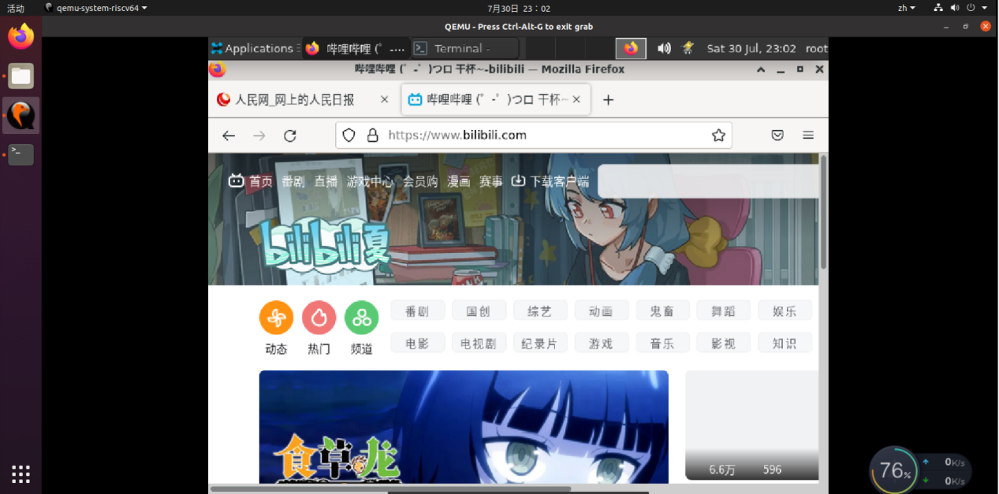 活动 qemu-system-riscv64 7月30日 23：02 zh
QEMU - Press Ctrl-Alt-G to exit grab
Applications 哔哩哔哩 (゜ .... Terminal - Sat 30 Jul, 23:02 root
哔哩哔哩 (゜-゜)つロ 干杯~-bilibili — Mozilla Firefox
人民网_网上的人民日报 哔哩哔哩 (゜-゜)つロ 干杯~
https://www.bilibili.com
首页 番剧 直播 游戏中心 会员购 漫画 赛事 下载客户端
bilibili夏
番剧 国创 综艺 动画 鬼畜 舞蹈 娱乐
动态 热门 频道 电影 电视剧 纪录片 游戏 音乐 影视 知识
食草龙
6.6万 596
76% 0K/s
0K/s